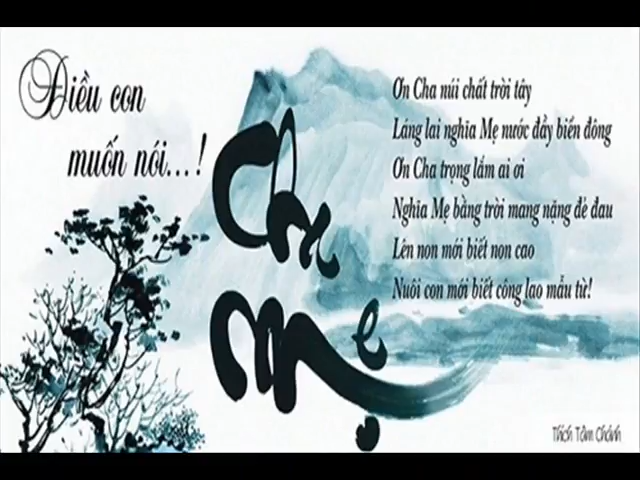 Điều con
muốn nói...!
Cha
Mẹ
Ơn Cha núi chất trời tây
Láng lai nghĩa Mẹ nước đầy biển đông
Ơn Cha trọng lắm ai ơi
Nghĩa Mẹ bằng trời mang nặng đẻ đau
Lên non mới biết non cao
Nuôi con mới biết công lao mẫu từ!
Thích Tâm Chánh